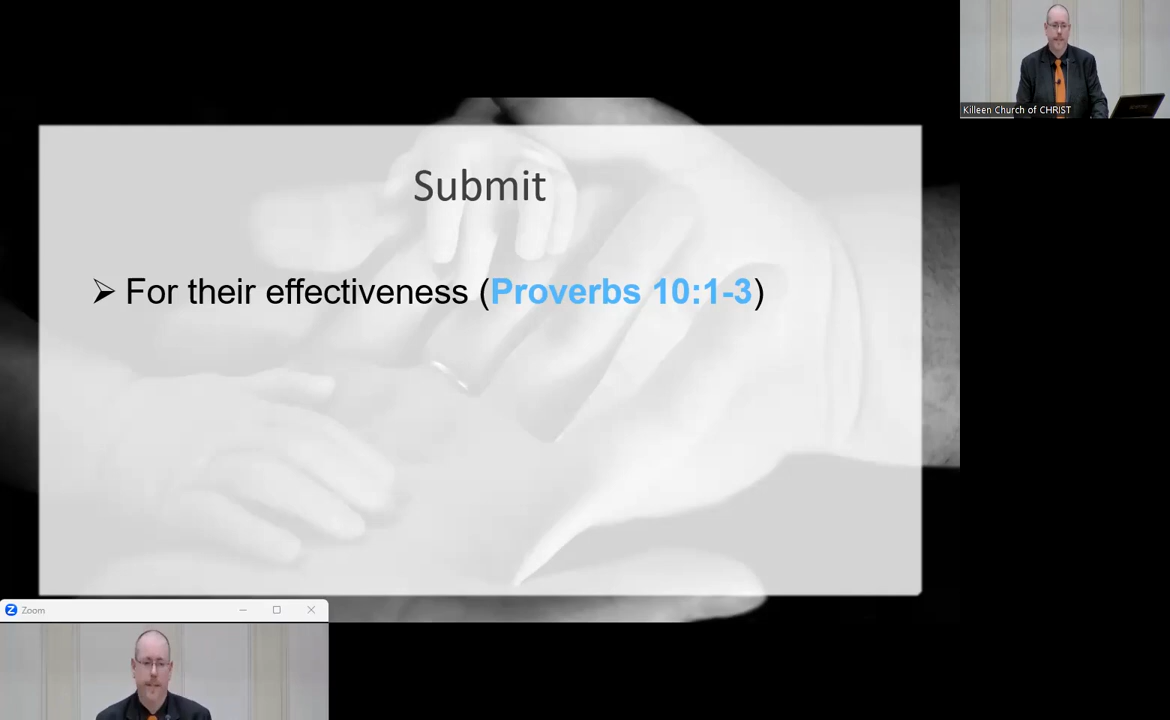 Submit
➢ For their effectiveness (Proverbs 10:1-3)
Killeen Church of CHRIST
Zoom